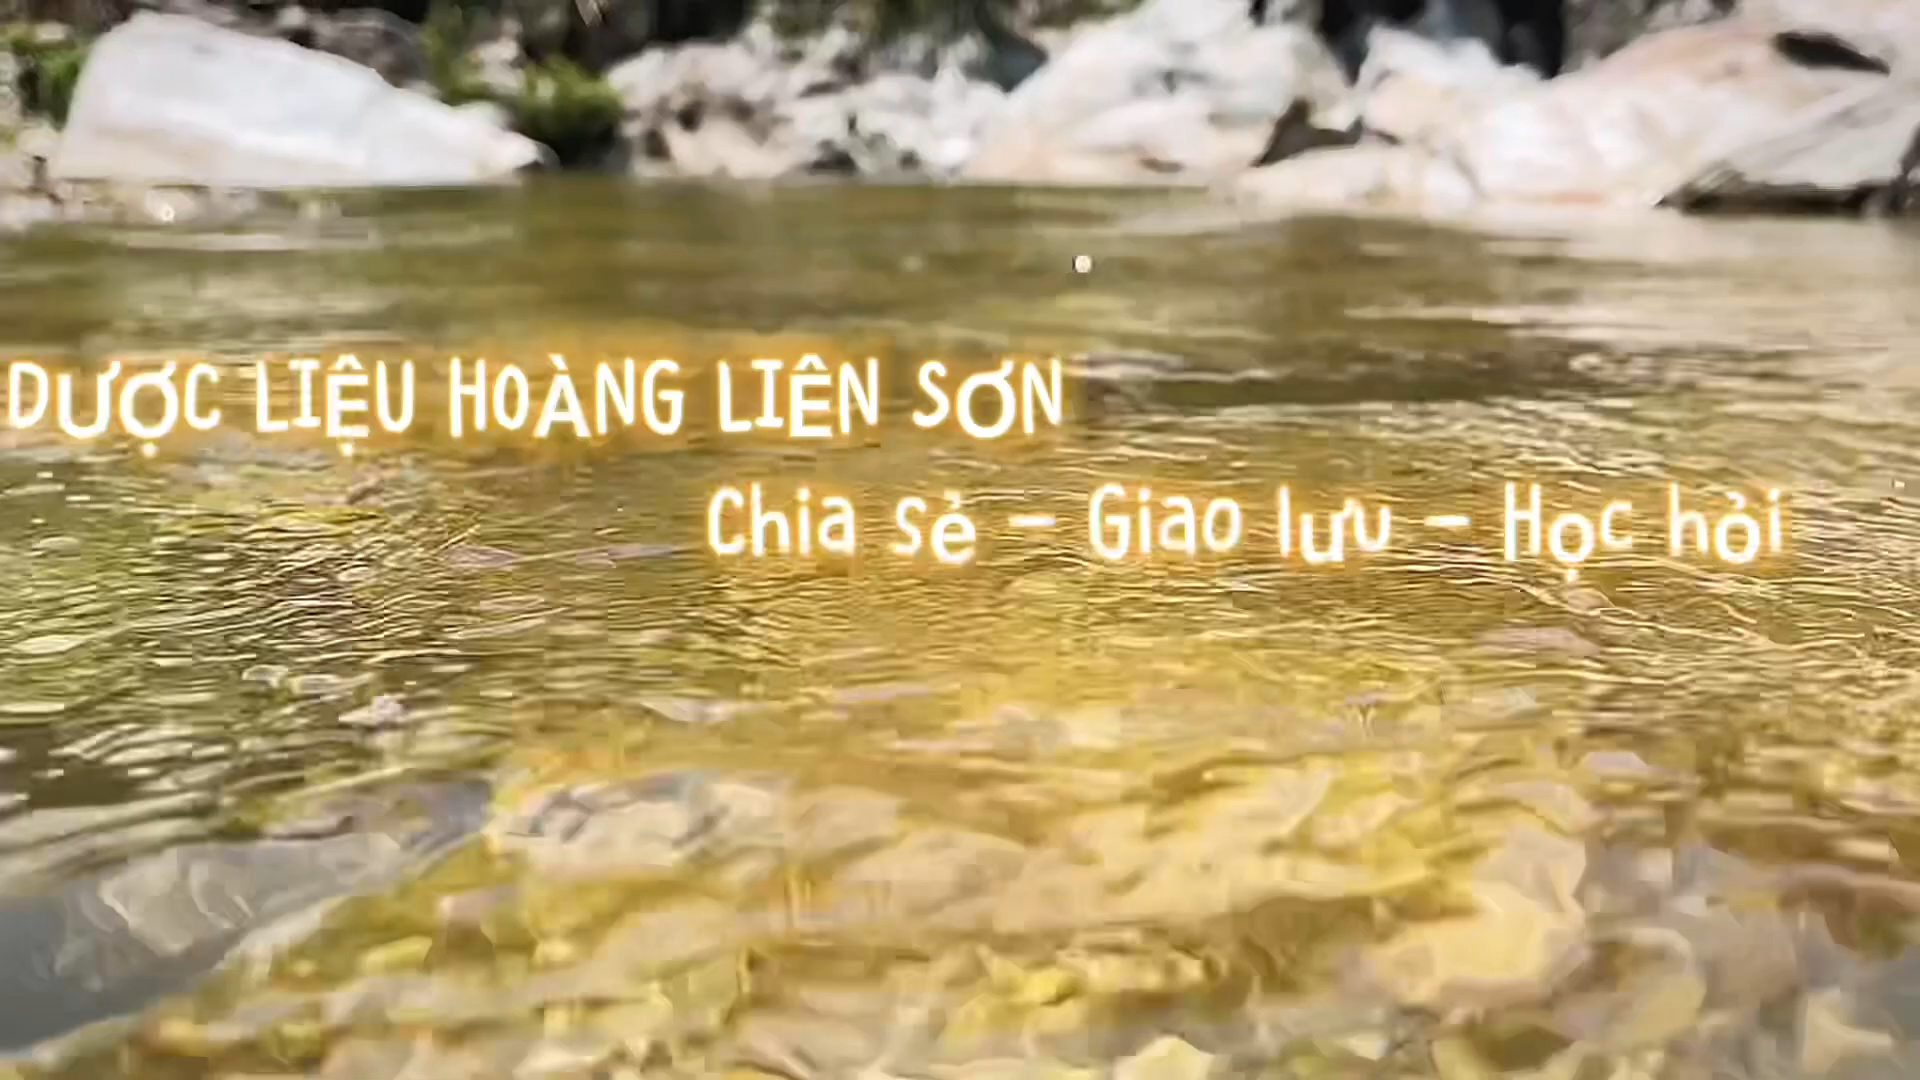 DƯỢC LIỆU HOÀNG LIÊN SƠN
Chia sẻ - Giao lưu - Học hỏi